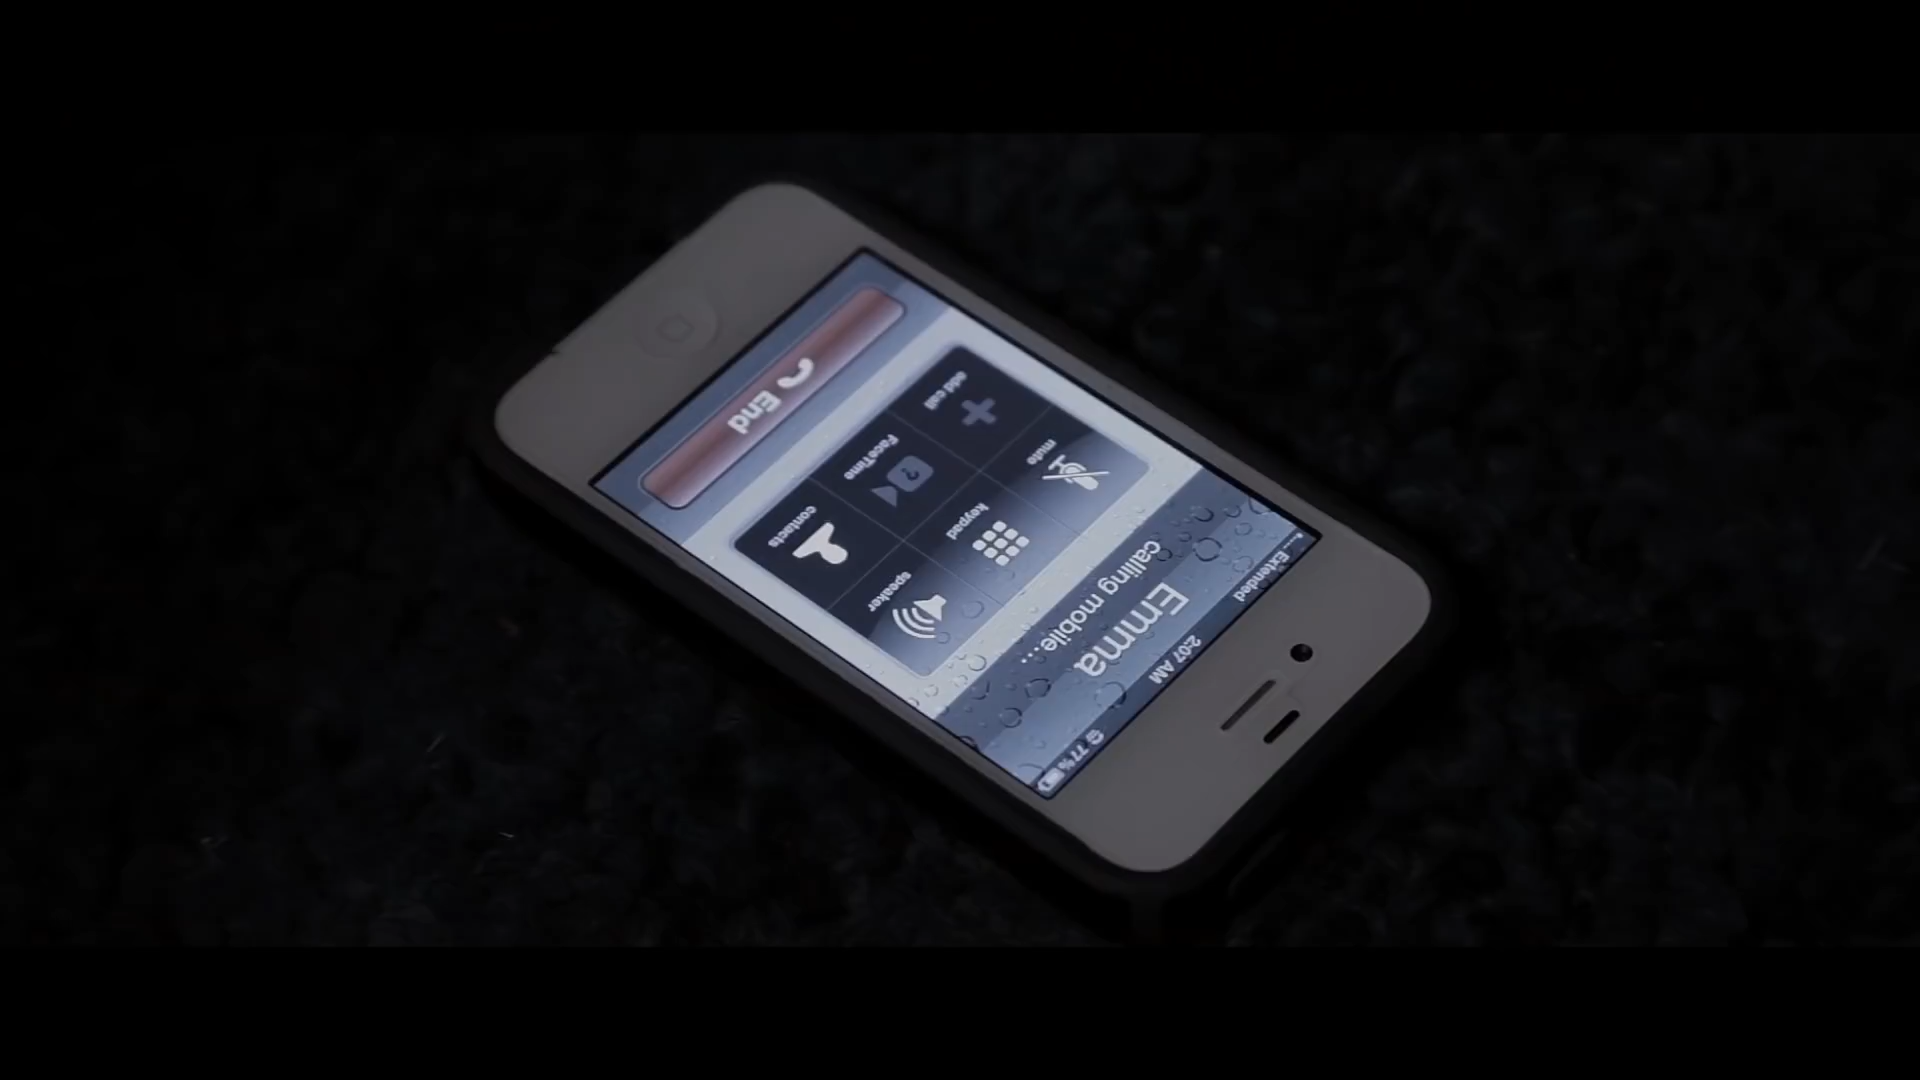 Extended 2:07 AM 77%
Emma
calling mobile...
mute keypad speaker
add call FaceTime contacts
End